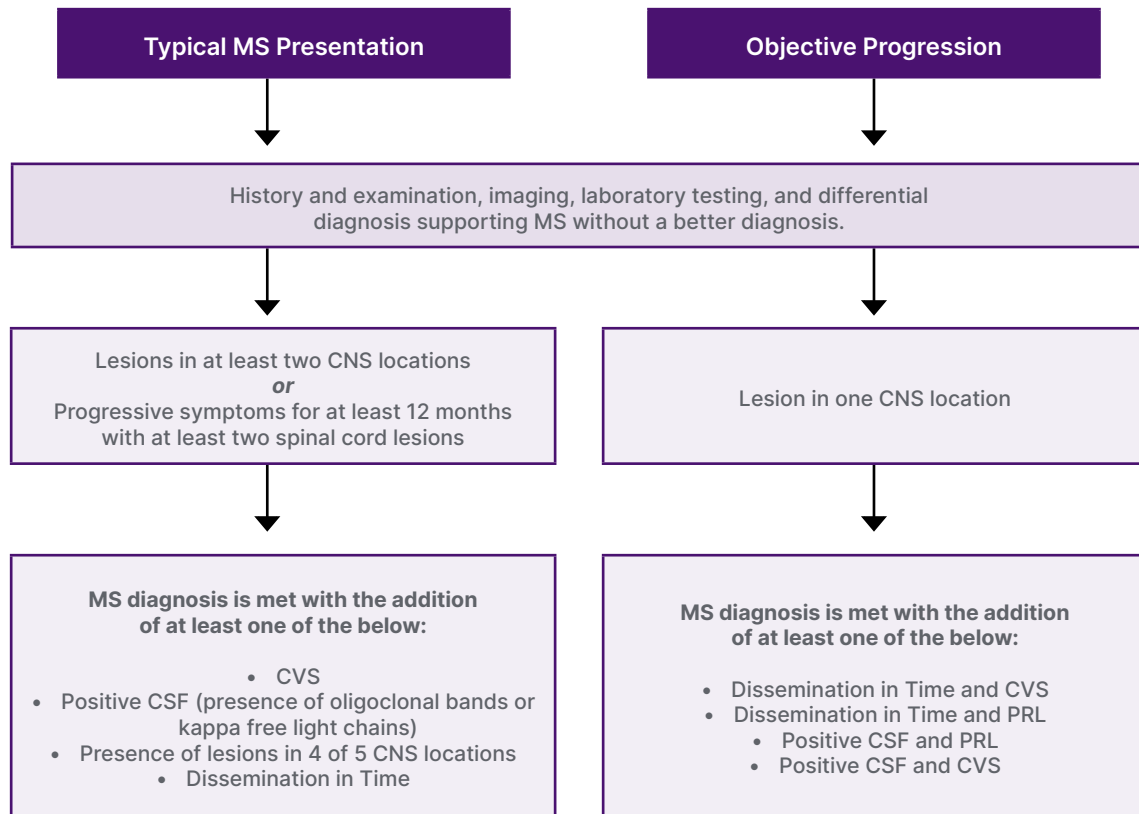 Typical MS Presentation
Objective Progression
History and examination, imaging, laboratory testing, and differential
diagnosis supporting MS without a better diagnosis.
Lesions in at least two CNS locations
or
Progressive symptoms for at least 12 months
with at least two spinal cord lesions
Lesion in one CNS location
MS diagnosis is met with the addition
of at least one of the below:
• CVS
• Positive CSF (presence of oligoclonal bands or
kappa free light chains)
• Presence of lesions in 4 of 5 CNS locations
• Dissemination in Time
MS diagnosis is met with the addition
of at least one of the below:
• Dissemination in Time and CVS
• Dissemination in Time and PRL
• Positive CSF and PRL
• Positive CSF and CVS